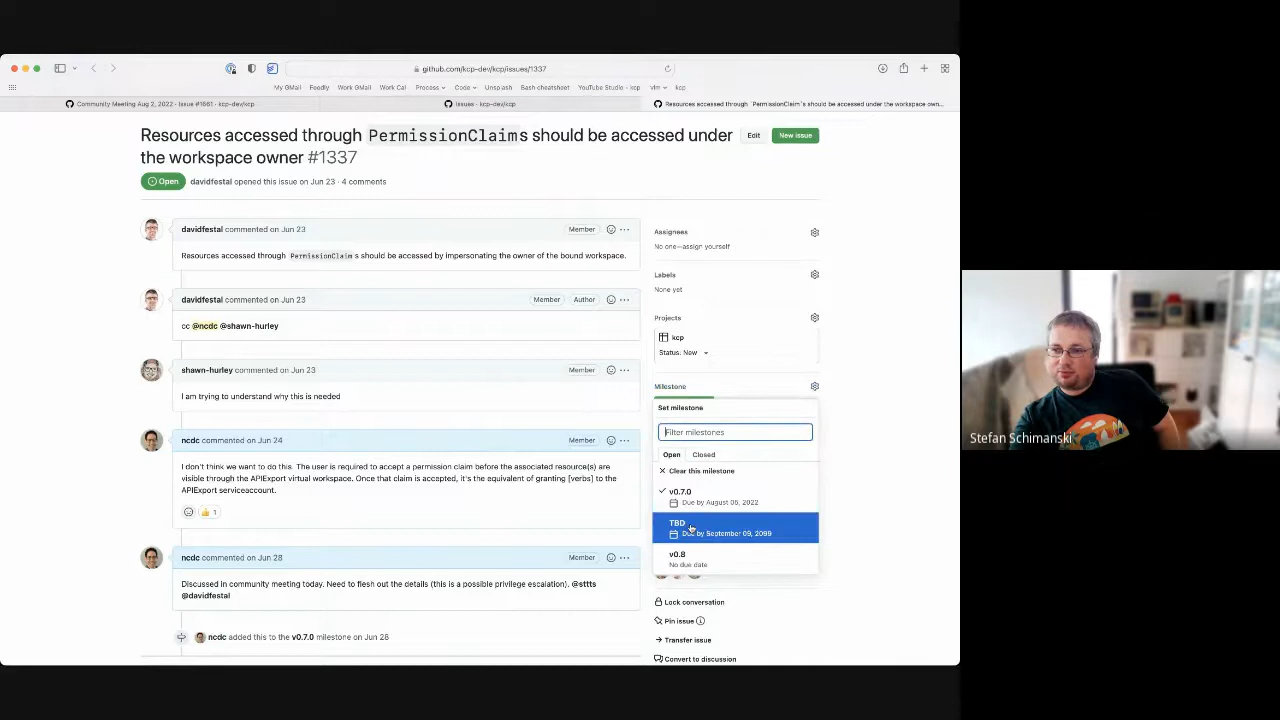 github.com/kcp-dev/kcp/issues/1337
My GMail Feedly Work GMail Work Cal Process Code Unsplash Bash cheatsheet YouTube Studio - kcp vim kcp
Community Meeting Aug 2, 2022 · Issue #1661 · kcp-dev/kcp
Issues · kcp-dev/kcp
Resources accessed through `PermissionClaim`s should be accessed under the workspace own...
Resources accessed through PermissionClaims should be accessed under
the workspace owner #1337
Edit
New issue
Open
davidfestal opened this issue on Jun 23 · 4 comments
davidfestal commented on Jun 23
Member
Resources accessed through PermissionClaim s should be accessed by impersonating the owner of the bound workspace.
davidfestal commented on Jun 23
Member
Author
cc @ncdc @shawn-hurley
shawn-hurley commented on Jun 23
Member
I am trying to understand why this is needed
ncdc commented on Jun 24
Member
I don't think we want to do this. The user is required to accept a permission claim before the associated resource(s) are
visible through the APIExport virtual workspace. Once that claim is accepted, it's the equivalent of granting [verbs] to the
APIExport serviceaccount.
👍 1
ncdc commented on Jun 28
Member
Discussed in community meeting today. Need to flesh out the details (this is a possible privilege escalation). @sttts
@davidfestal
ncdc added this to the v0.7.0 milestone on Jun 28
Assignees
No one—assign yourself
Labels
None yet
Projects
kcp
Status: New
Milestone
Set milestone
Filter milestones
Open Closed
Clear this milestone
v0.7.0
Due by August 05, 2022
TBD
Due by September 09, 2099
v0.8
No due date
Lock conversation
Pin issue
Transfer issue
Convert to discussion
Stefan Schimanski